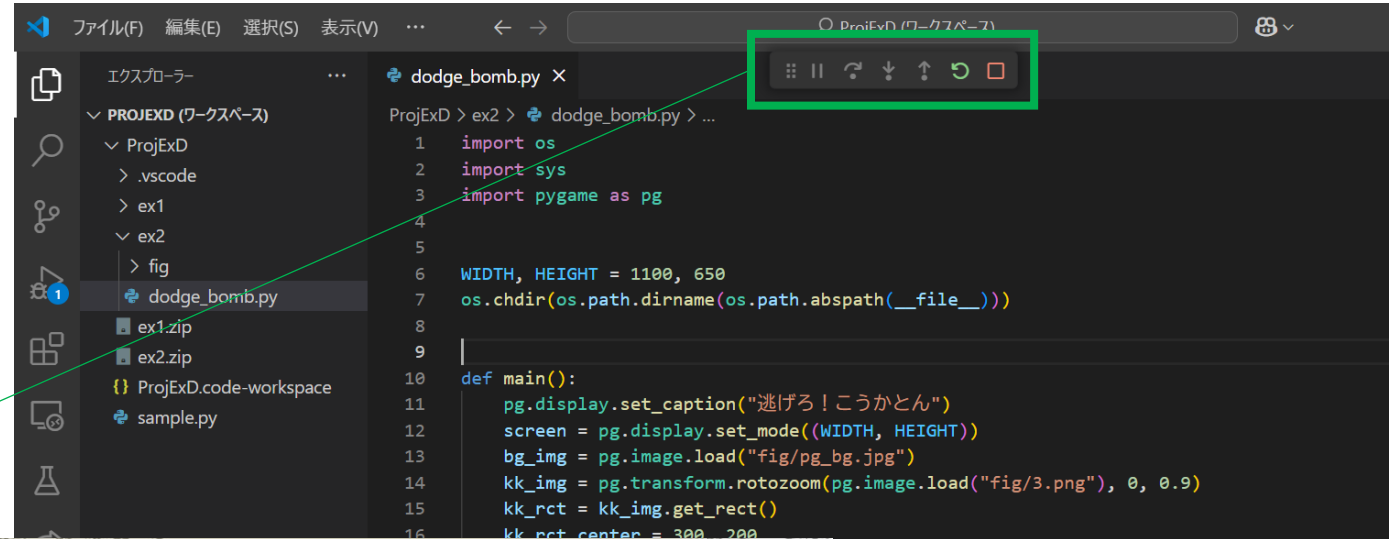 ファイル(F) 編集(E) 選択(S) 表示(V) ··· ← → ProjExD (ワークスペース)
エクスプローラー ···
dodge_bomb.py ×
PROJEXD (ワークスペース)
ProjExD > ex2 > dodge_bomb.py > ...
ProjExD
.vscode
ex1
ex2
fig
dodge_bomb.py
ex1.zip
ex2.zip
{} ProjExD.code-workspace
sample.py
1
1 import os
2 import sys
3 import pygame as pg
4
5
6 WIDTH, HEIGHT = 1100, 650
7 os.chdir(os.path.dirname(os.path.abspath(__file__)))
8
9
10 def main():
11 pg.display.set_caption("逃げろ！こうかとん")
12 screen = pg.display.set_mode((WIDTH, HEIGHT))
13 bg_img = pg.image.load("fig/pg_bg.jpg")
14 kk_img = pg.transform.rotozoom(pg.image.load("fig/3.png"), 0, 0.9)
15 kk_rct = kk_img.get_rect()
16 kk_rct.center = 300, 200